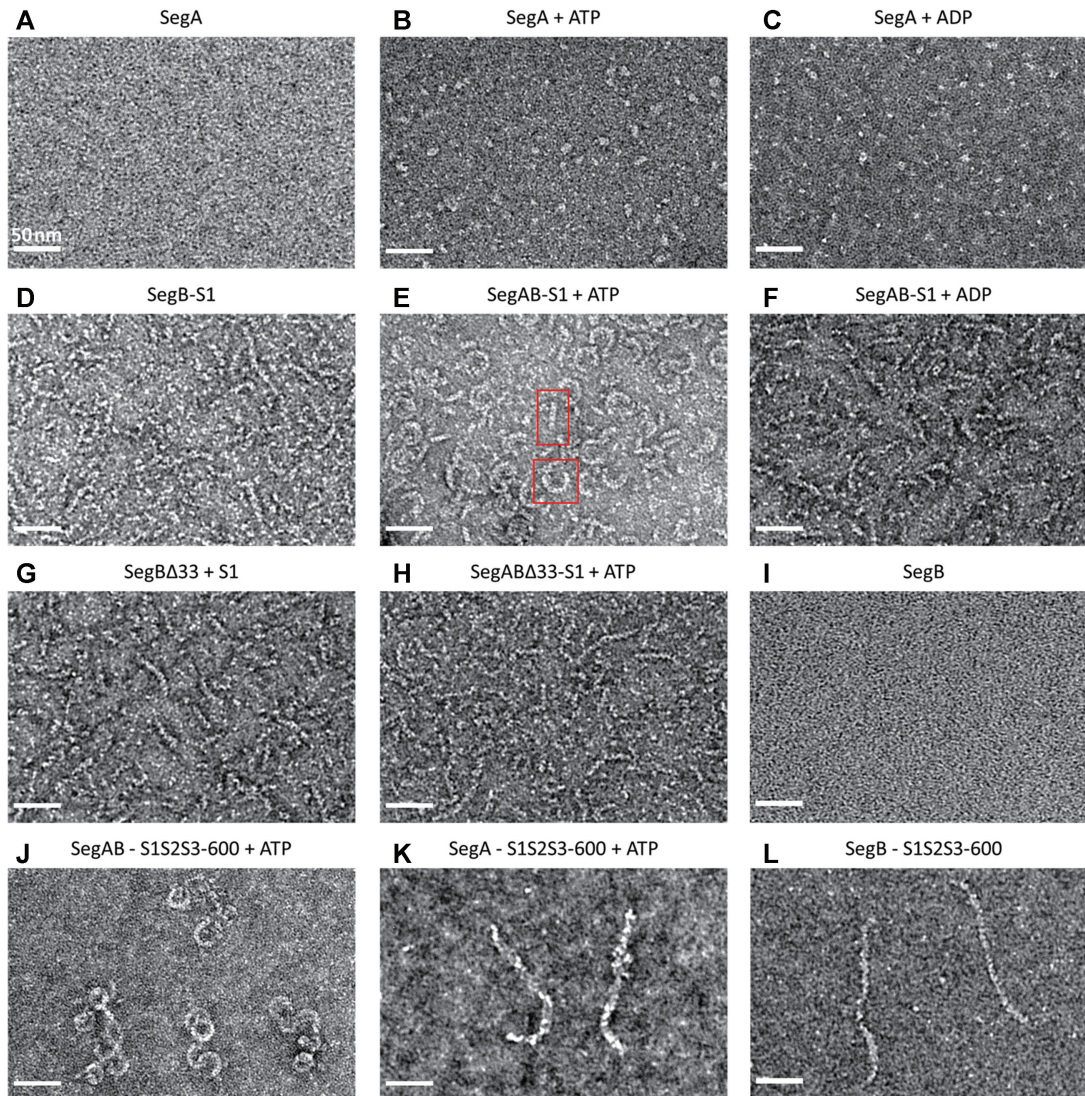 A SegA
B SegA + ATP
C SegA + ADP
50nm
D SegB-S1
E SegAB-S1 + ATP
F SegAB-S1 + ADP
G SegBΔ33 + S1
H SegABΔ33-S1 + ATP
I SegB
J SegAB - S1S2S3-600 + ATP
K SegA - S1S2S3-600 + ATP
L SegB - S1S2S3-600